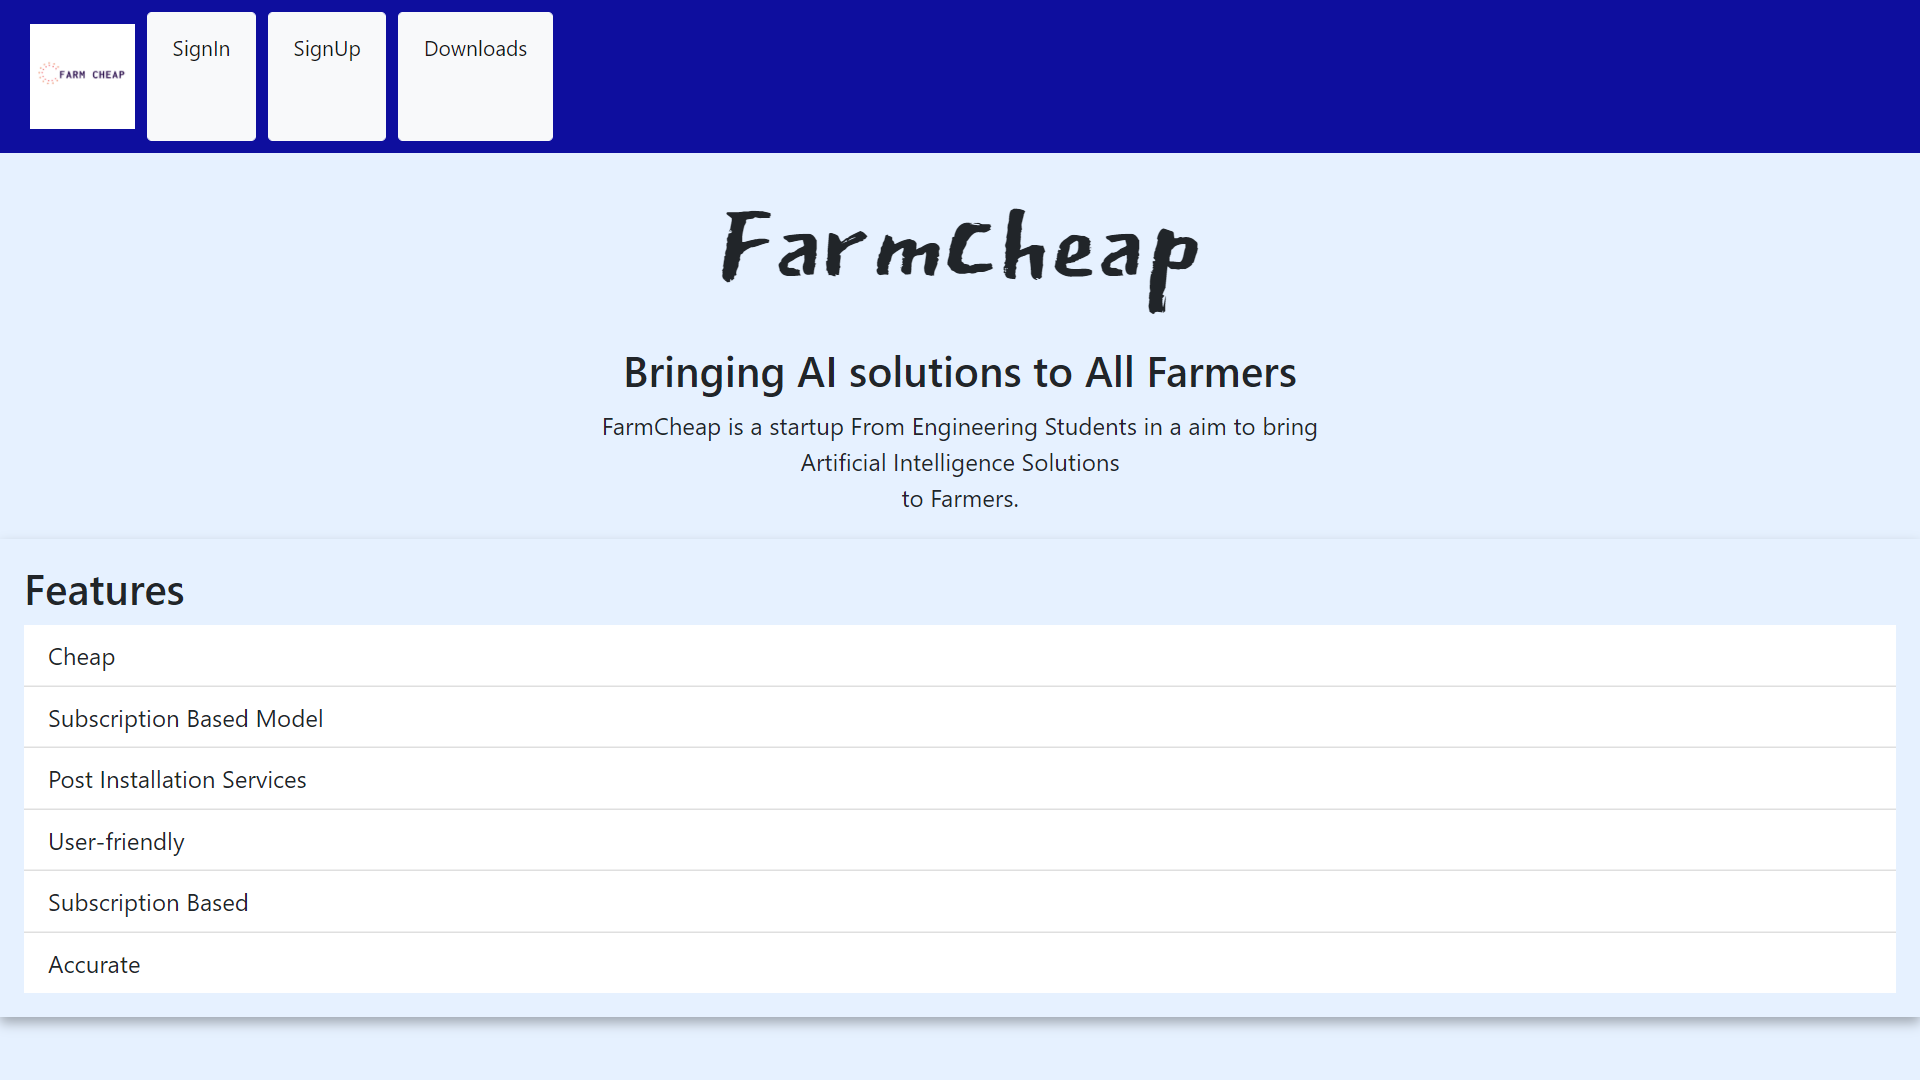 FARM CHEAP
SignIn
SignUp
Downloads
FarmCheap
Bringing AI solutions to All Farmers
FarmCheap is a startup From Engineering Students in a aim to bring
Artificial Intelligence Solutions
to Farmers.
Features
Cheap
Subscription Based Model
Post Installation Services
User-friendly
Subscription Based
Accurate